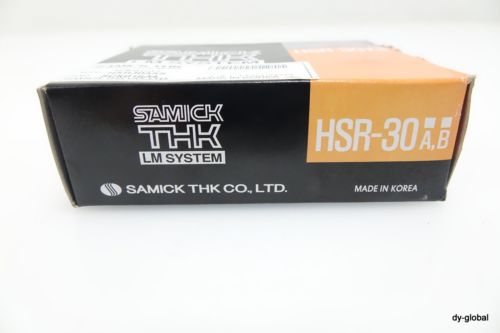 SAMICK
THK
LM SYSTEM
HSR-30 A,B
SAMICK THK CO., LTD.
MADE IN KOREA
dy-global